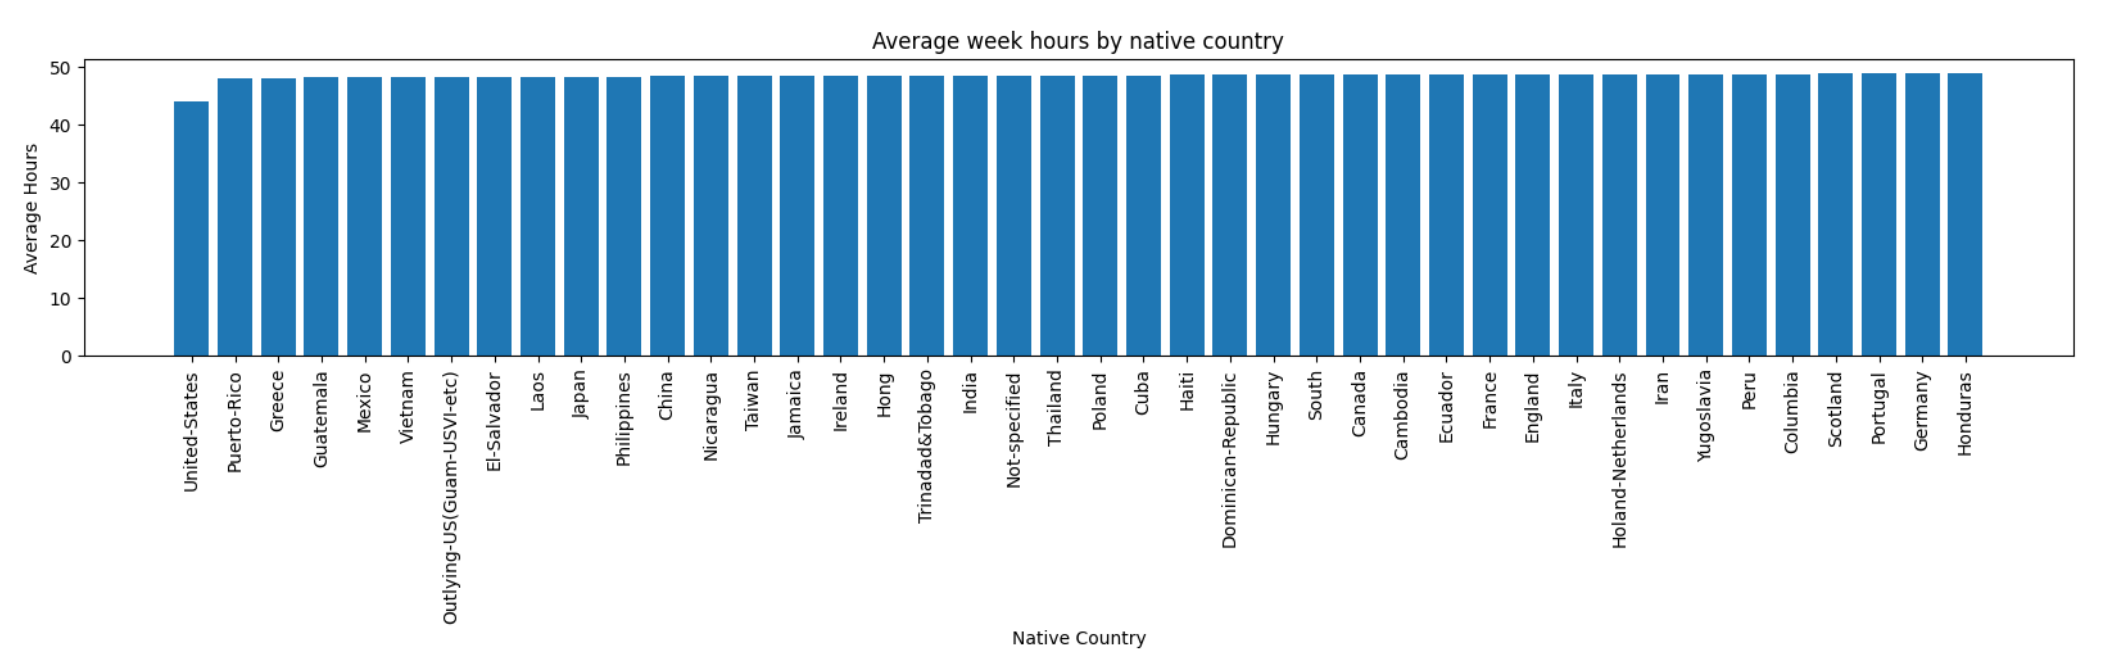 Average week hours by native country
Average Hours
50
40
30
20
10
0
United-States
Puerto-Rico
Greece
Guatemala
Mexico
Vietnam
Outlying-US(Guam-USVI-etc)
El-Salvador
Laos
Japan
Philippines
China
Nicaragua
Taiwan
Jamaica
Ireland
Hong
Trinadad&Tobago
India
Not-specified
Thailand
Poland
Cuba
Haiti
Dominican-Republic
Hungary
South
Canada
Cambodia
Ecuador
France
England
Italy
Holand-Netherlands
Iran
Yugoslavia
Peru
Columbia
Scotland
Portugal
Germany
Honduras
Native Country